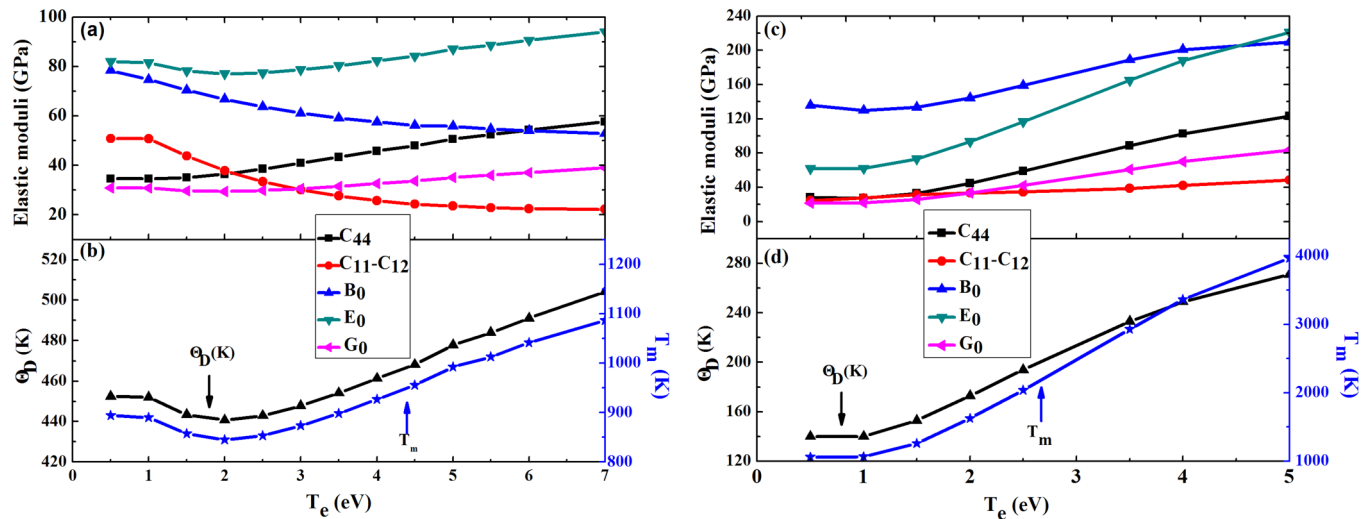 (a)
100
80
60
40
20
Elastic moduli (GPa)
(b)
520
500
480
460
440
420
Θ_D (K)
Θ_D(K)
T_m
1200
1100
1000
900
800
T_m (K)
0 1 2 3 4 5 6 7
T_e (eV)
C_44
C_11-C_12
B_0
E_0
G_0
(c)
240
200
160
120
80
40
0
Elastic moduli (GPa)
(d)
280
240
200
160
120
Θ_D (K)
Θ_D(K)
T_m
4000
3000
2000
1000
T_m (K)
0 1 2 3 4 5
T_e (eV)
C_44
C_11-C_12
B_0
E_0
G_0